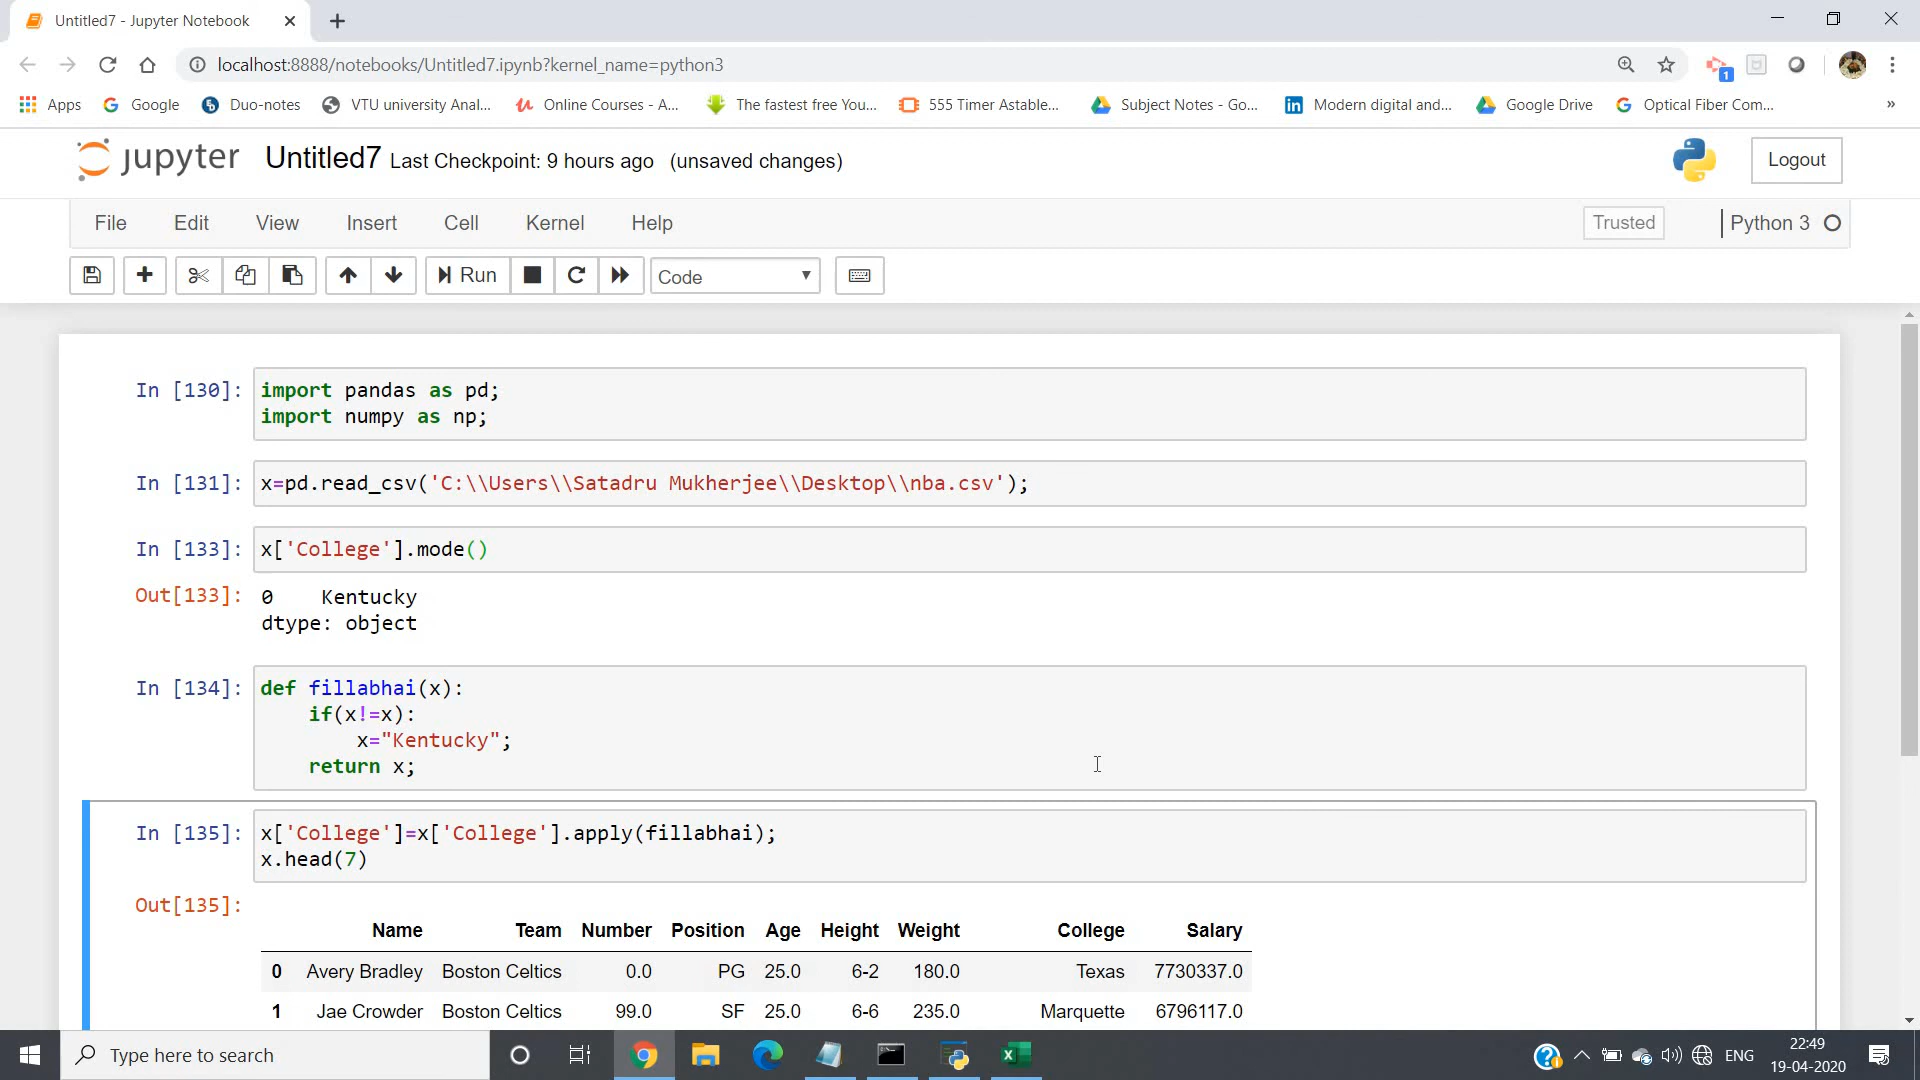 Untitled7 - Jupyter Notebook
localhost:8888/notebooks/Untitled7.ipynb?kernel_name=python3
1
Apps Google Duo-notes VTU university Anal... Online Courses - A... The fastest free You... 555 Timer Astable... Subject Notes - Go... Modern digital and... Google Drive Optical Fiber Com... »
jupyter Untitled7 Last Checkpoint: 9 hours ago (unsaved changes) Logout
File Edit View Insert Cell Kernel Help Trusted Python 3
Run Code
In [130]: import pandas as pd;
import numpy as np;
In [131]: x=pd.read_csv('C:\\Users\\Satadru Mukherjee\\Desktop\\nba.csv');
In [133]: x['College'].mode()
Out[133]: 0 Kentucky
dtype: object
In [134]: def fillabhai(x):
if(x!=x):
x="Kentucky";
return x;
In [135]: x['College']=x['College'].apply(fillabhai);
x.head(7)
Out[135]:
Name Team Number Position Age Height Weight College Salary
0 Avery Bradley Boston Celtics 0.0 PG 25.0 6-2 180.0 Texas 7730337.0
1 Jae Crowder Boston Celtics 99.0 SF 25.0 6-6 235.0 Marquette 6796117.0
Type here to search
ENG
22:49
19-04-2020